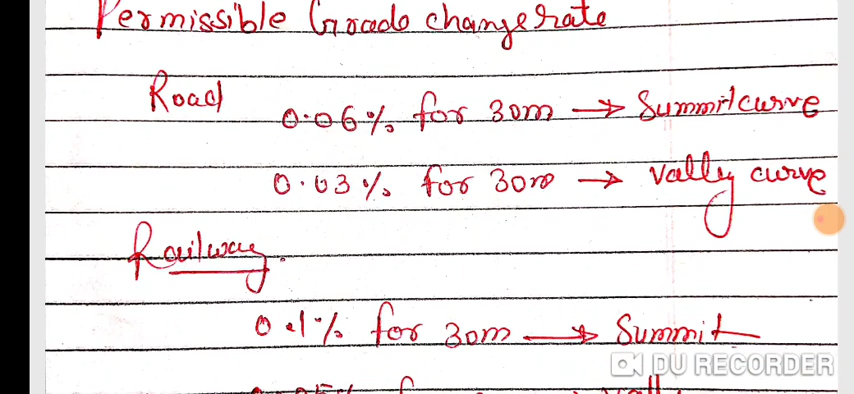 Permissible Grade change rate
Road
0.06% for 30m → Summit curve
0.03% for 30m → vally curve
Railway.
0.1% for 30m → Summit
DU RECORDER